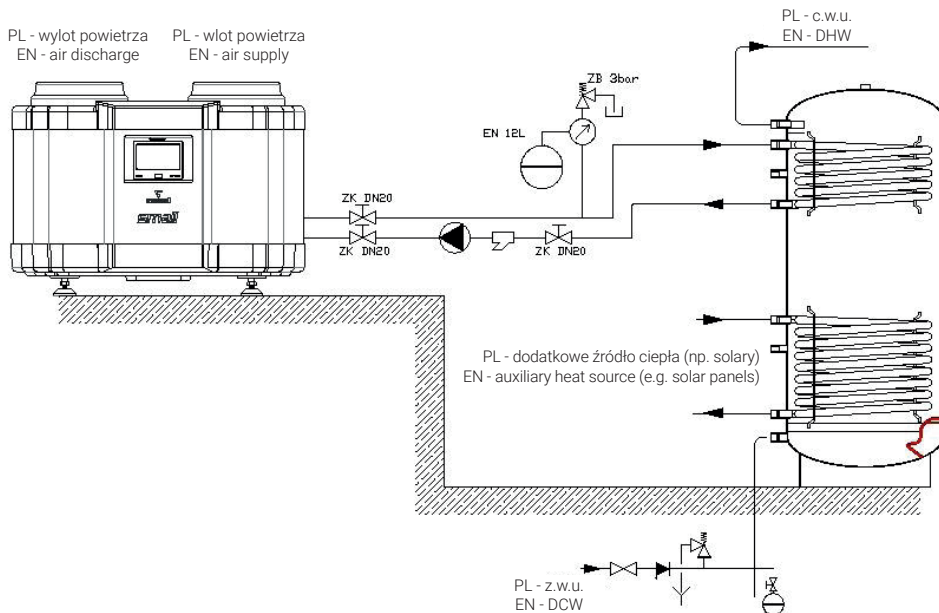 PL - wylot powietrza
EN - air discharge
PL - wlot powietrza
EN - air supply
PL - c.w.u.
EN - DHW
ZB 3bar
EN 12L
ZK DN20
small
ZK DN20
ZK DN20
PL - dodatkowe źródło ciepła (np. solary)
EN - auxiliary heat source (e.g. solar panels)
PL - z.w.u.
EN - DCW